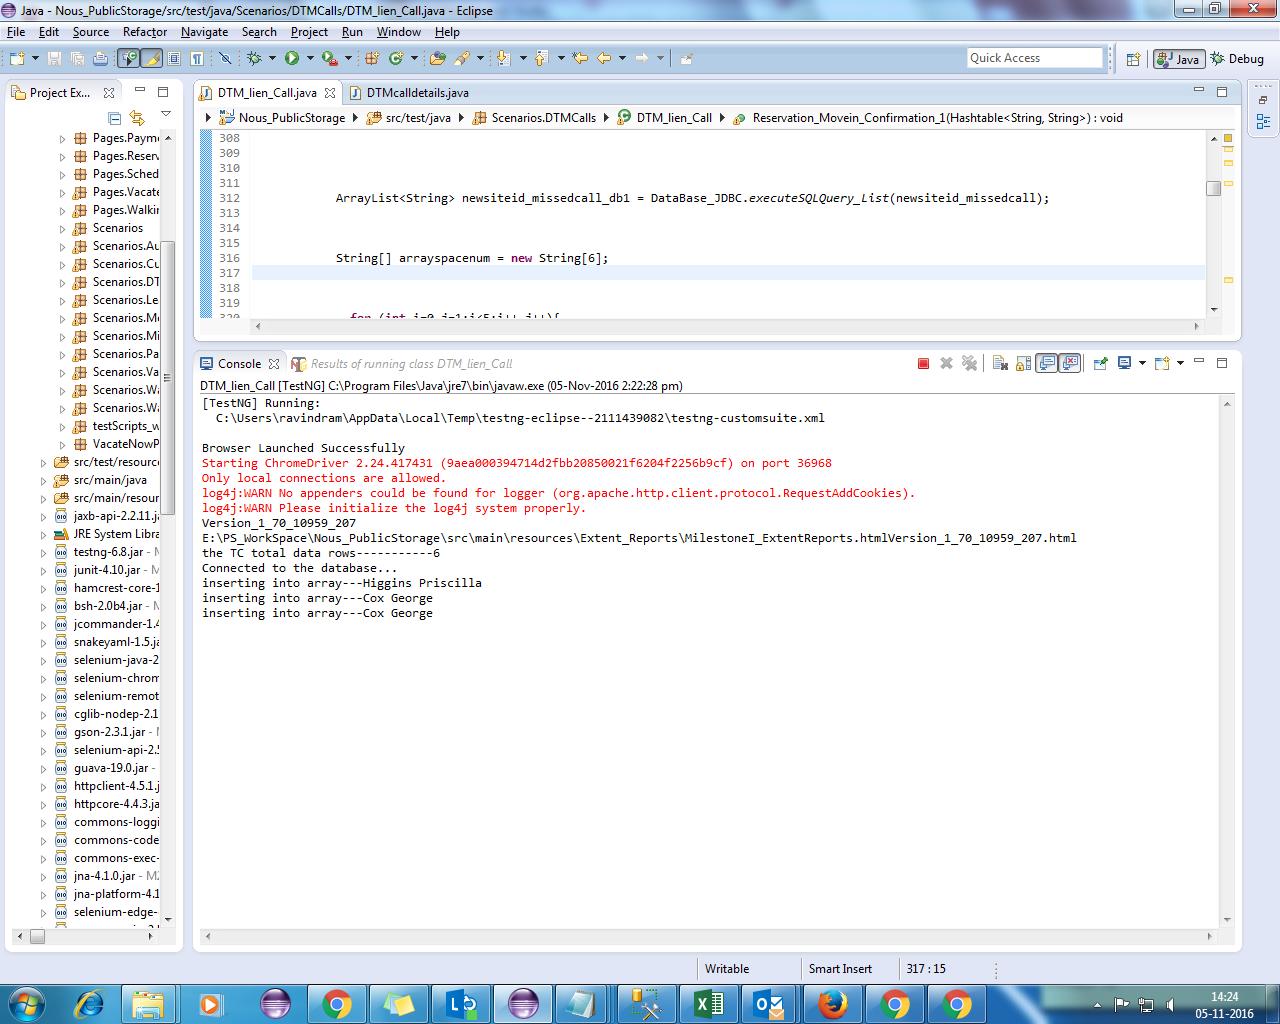 Java - Nous_PublicStorage/src/test/java/Scenarios/DTMCalls/DTM_lien_Call.java - Eclipse
File Edit Source Refactor Navigate Search Project Run Window Help
Quick Access
Java
Debug
Project Ex...
Pages.Paym
Pages.Reser
Pages.Sched
Pages.Vacate
Pages.Walki
Scenarios
Scenarios.Au
Scenarios.Cu
Scenarios.DT
Scenarios.Le
Scenarios.M
Scenarios.Mi
Scenarios.Pa
Scenarios.Va
Scenarios.W
Scenarios.W
testScripts_w
VacateNowP
src/test/resourc
src/main/java
src/main/resour
jaxb-api-2.2.11.j
JRE System Libra
testng-6.8.jar - M
junit-4.10.jar - M
hamcrest-core-1
bsh-2.0b4.jar - M
jcommander-1.4
snakeyaml-1.5.ja
selenium-java-2
selenium-chrom
selenium-remot
cglib-nodep-2.1
gson-2.3.1.jar - 
selenium-api-2.5
guava-19.0.jar -
httpclient-4.5.1.j
httpcore-4.4.3.ja
commons-loggi
commons-code
commons-exec-
jna-4.1.0.jar - M2
jna-platform-4.1
selenium-edge-
DTM_lien_Call.java
DTMcalldetails.java
Nous_PublicStorage src/test/java Scenarios.DTMCalls DTM_lien_Call Reservation_Movein_Confirmation_1(Hashtable<String, String>) : void
308
309
310
311
312 ArrayList<String> newsiteid_missedcall_db1 = DataBase_JDBC.executeSQLQuery_List(newsiteid_missedcall);
313
314
315
316 String[] arrayspacenum = new String[6];
317
318
319
320 for (int i=0,j=1;i<5;i++,j++){
Console
Results of running class DTM_lien_Call
DTM_lien_Call [TestNG] C:\Program Files\Java\jre7\bin\javaw.exe (05-Nov-2016 2:22:28 pm)
[TestNG] Running:
C:\Users\ravindram\AppData\Local\Temp\testng-eclipse--2111439082\testng-customsuite.xml
Browser Launched Successfully
Starting ChromeDriver 2.24.417431 (9aea000394714d2fbb20850021f6204f2256b9cf) on port 36968
Only local connections are allowed.
log4j:WARN No appenders could be found for logger (org.apache.http.client.protocol.RequestAddCookies).
log4j:WARN Please initialize the log4j system properly.
Version_1_70_10959_207
E:\PS_WorkSpace\Nous_PublicStorage\src\main\resources\Extent_Reports\MilestoneI_ExtentReports.htmlVersion_1_70_10959_207.html
the TC total data rows-----------6
Connected to the database...
inserting into array---Higgins Priscilla
inserting into array---Cox George
inserting into array---Cox George
Writable
Smart Insert
317 : 15
14:24
05-11-2016